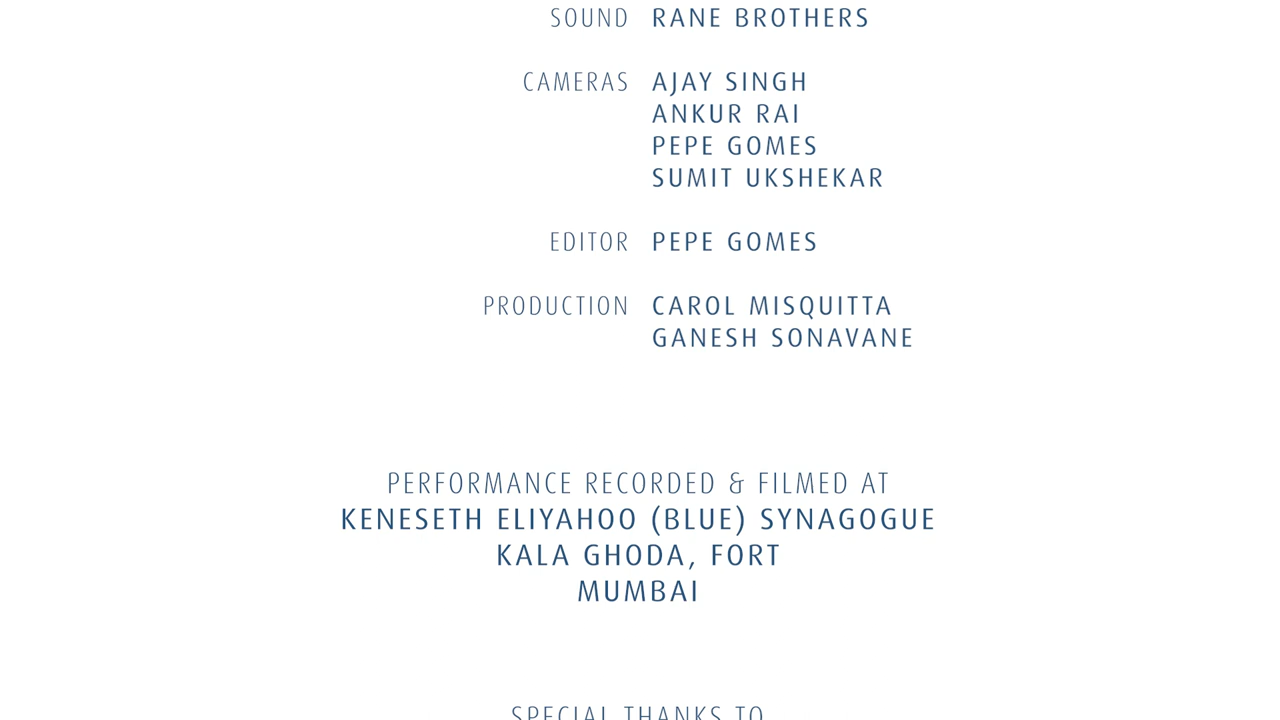 SOUND RANE BROTHERS
CAMERAS AJAY SINGH
ANKUR RAI
PEPE GOMES
SUMIT UKSHEKAR
EDITOR PEPE GOMES
PRODUCTION CAROL MISQUITTA
GANESH SONAVANE
PERFORMANCE RECORDED & FILMED AT
KENESETH ELIYAHOO (BLUE) SYNAGOGUE
KALA GHODA, FORT
MUMBAI
SPECIAL THANKS TO